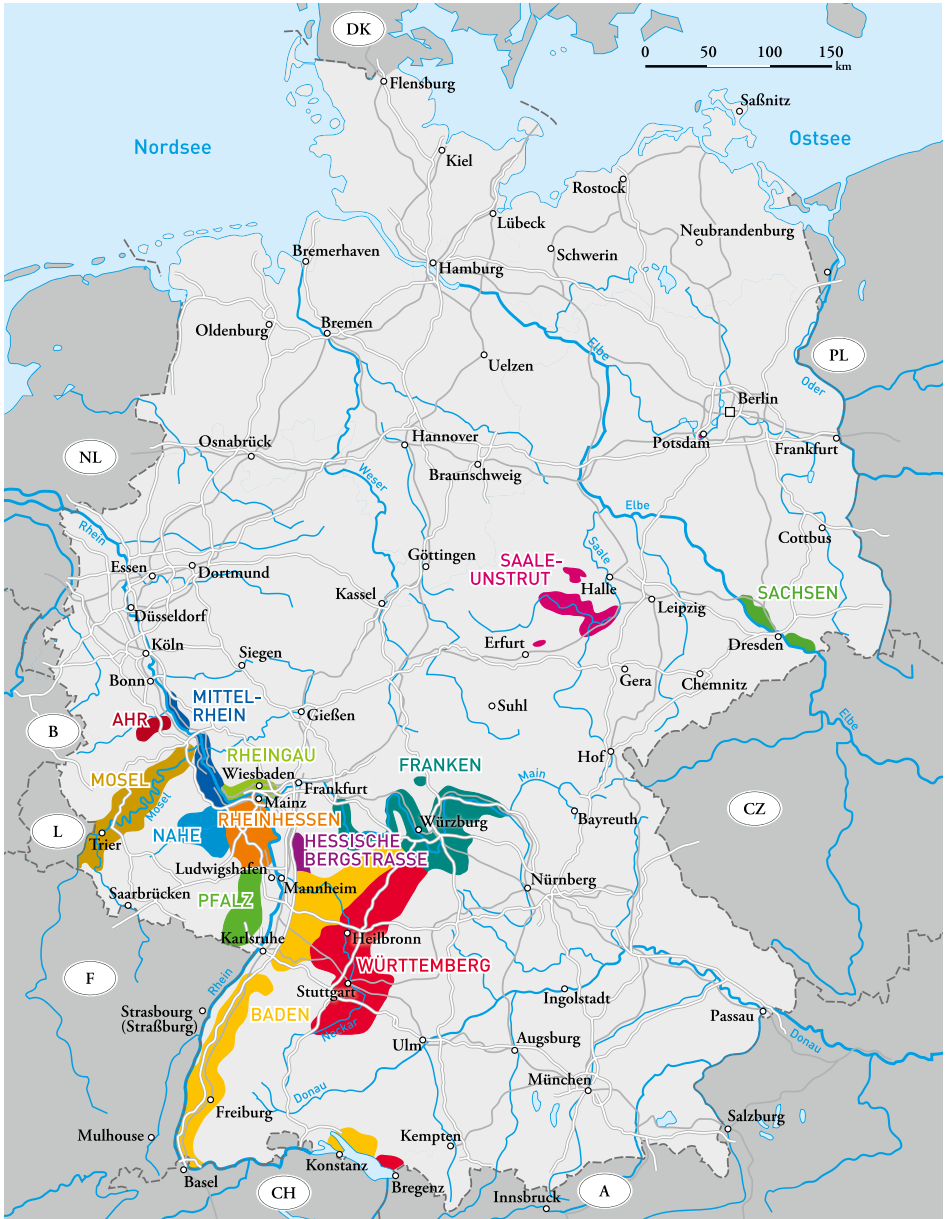 DK
0
50
100
150
km
Flensburg
Saßnitz
Nordsee
Ostsee
Kiel
Rostock
Lübeck
Neubrandenburg
Bremerhaven
Schwerin
Hamburg
Oldenburg
Bremen
Elbe
Uelzen
PL
Oder
Berlin
Hannover
Osnabrück
Potsdam
Frankfurt
NL
Braunschweig
Weser
Elbe
Rhein
Cottbus
Saale
Göttingen
SAALE-
UNSTRUT
Essen
Dortmund
Halle
Kassel
SACHSEN
Leipzig
Düsseldorf
Köln
Erfurt
Dresden
Siegen
Bonn
Gera
Chemnitz
MITTEL-
RHEIN
AHR
Gießen
Suhl
B
Elbe
Hof
RHEINGAU
FRANKEN
MOSEL
Wiesbaden
Frankfurt
Main
Mosel
Mainz
CZ
RHEINHESSEN
Würzburg
Bayreuth
L
NAHE
Trier
HESSISCHE
BERGSTRASSE
Ludwigshafen
Mannheim
Nürnberg
Saarbrücken
PFALZ
Karlsruhe
Heilbronn
WÜRTTEMBERG
F
Rhein
Stuttgart
Ingolstadt
Strasbourg
(Straßburg)
BADEN
Passau
Neckar
Ulm
Augsburg
Donau
München
Donau
Freiburg
Salzburg
Mulhouse
Kempten
Konstanz
Basel
Bregenz
CH
A
Innsbruck